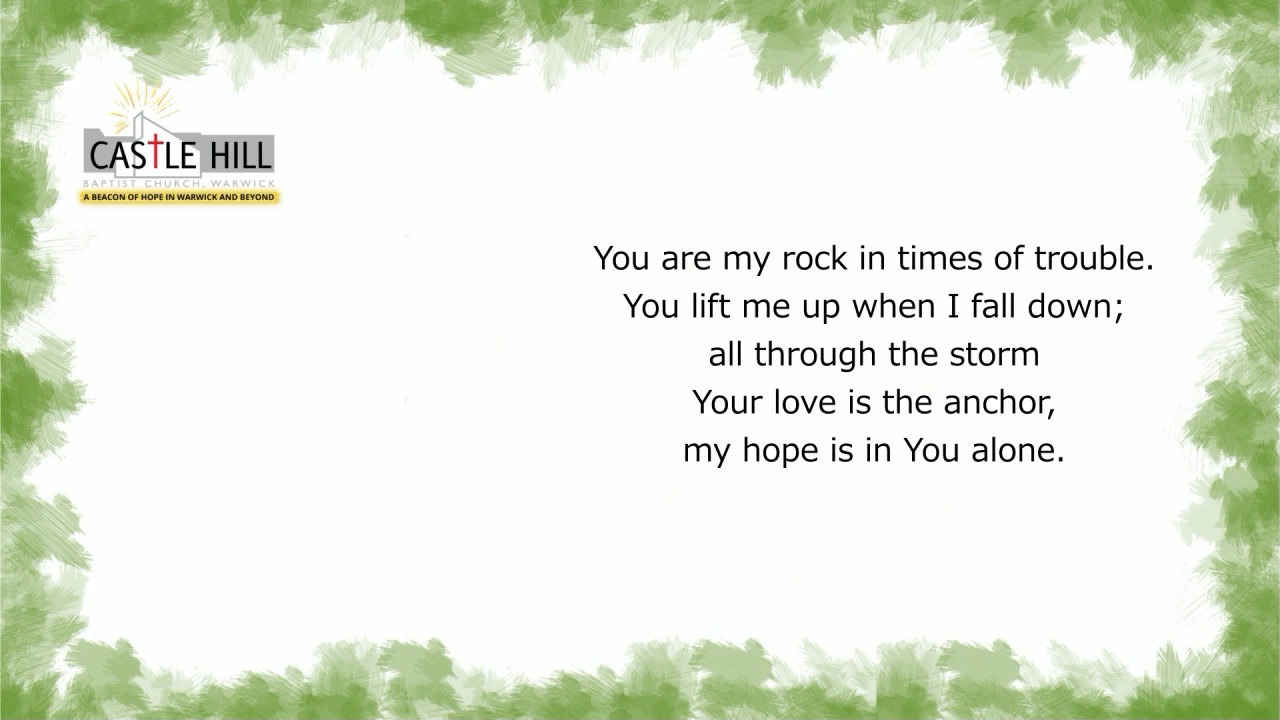 CASTLE HILL
BAPTIST CHURCH, WARWICK
A BEACON OF HOPE IN WARWICK AND BEYOND
You are my rock in times of trouble.
You lift me up when I fall down;
all through the storm
Your love is the anchor,
my hope is in You alone.